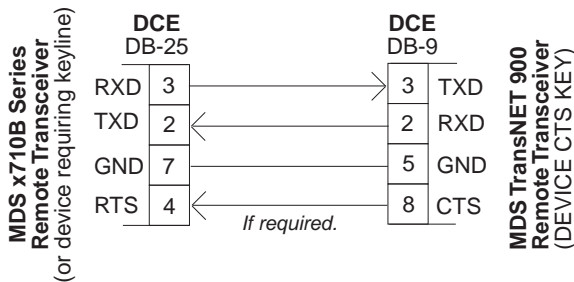 MDS x710B Series
Remote Transceiver
(or device requiring keyline)
DCE
DB-25
DCE
DB-9
RXD 3 3 TXD
TXD 2 2 RXD
GND 7 5 GND
RTS 4 8 CTS
If required.
MDS TransNET 900
Remote Transceiver
(DEVICE CTS KEY)